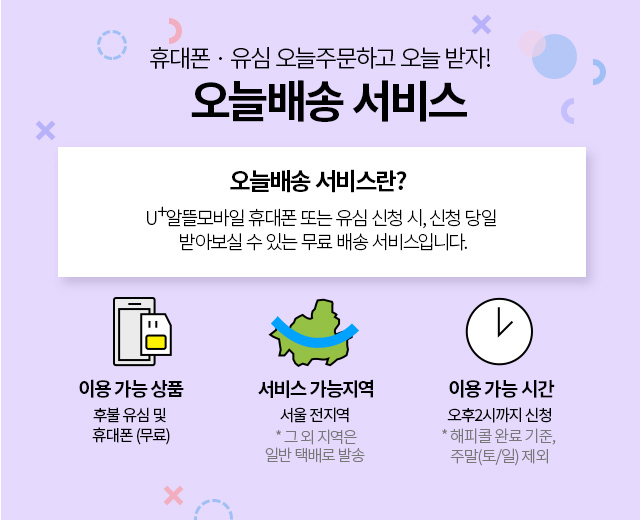 휴대폰 · 유심 오늘주문하고 오늘 받자!
오늘배송 서비스
오늘배송 서비스란?
U+알뜰모바일 휴대폰 또는 유심 신청 시, 신청 당일
받아보실 수 있는 무료 배송 서비스입니다.
이용 가능 상품
후불 유심 및
휴대폰 (무료)
서비스 가능지역
서울 전지역
* 그 외 지역은
일반 택배로 발송
이용 가능 시간
오후2시까지 신청
* 해피콜 완료 기준,
주말(토/일) 제외